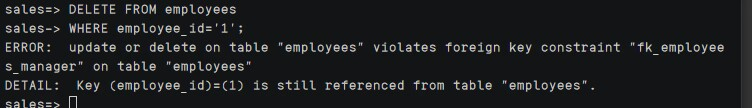 sales=> DELETE FROM employees
sales-> WHERE employee_id='1';
ERROR:  update or delete on table "employees" violates foreign key constraint "fk_employee
s_manager" on table "employees"
DETAIL:  Key (employee_id)=(1) is still referenced from table "employees".
sales=>